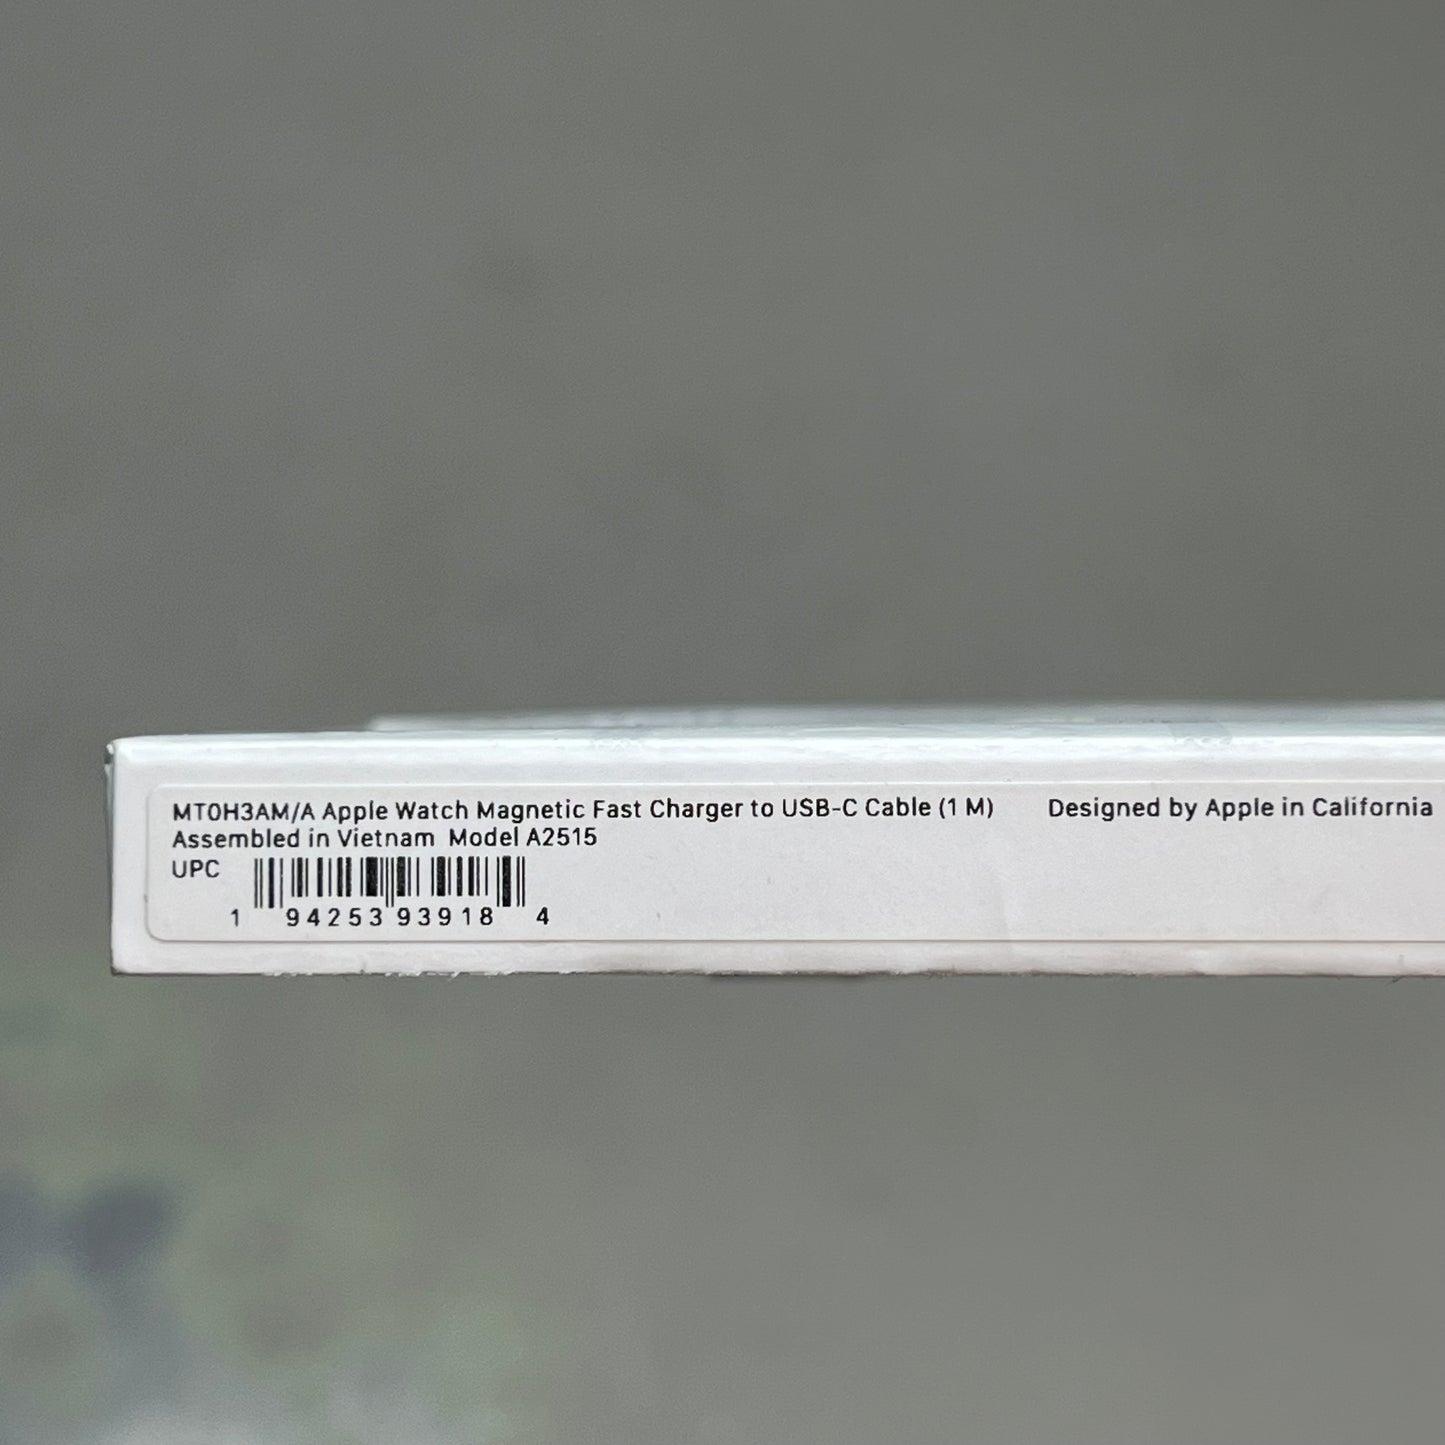 MT0H3AM/A Apple Watch Magnetic Fast Charger to USB-C Cable (1 M) Designed by Apple in California
Assembled in Vietnam Model A2515
UPC
1 94253 93918 4